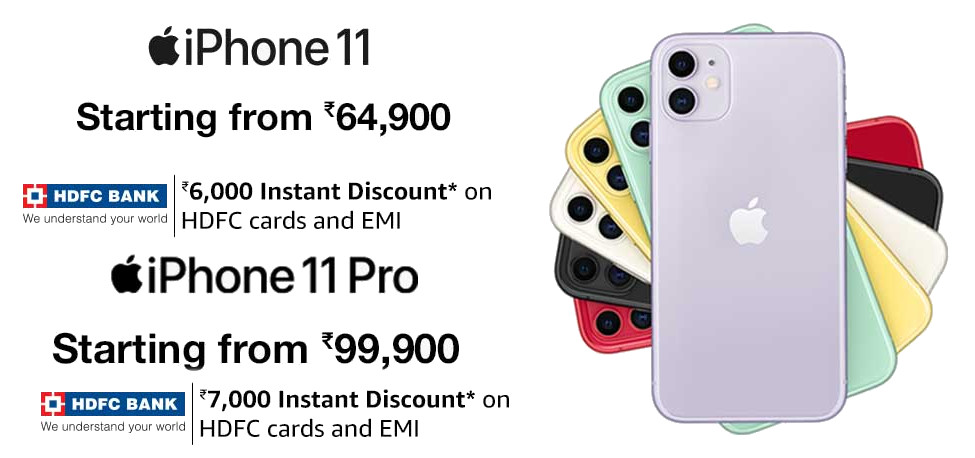 iPhone 11
Starting from ₹64,900
HDFC BANK
We understand your world
₹6,000 Instant Discount* on
HDFC cards and EMI
iPhone 11 Pro
Starting from ₹99,900
HDFC BANK
We understand your world
₹7,000 Instant Discount* on
HDFC cards and EMI